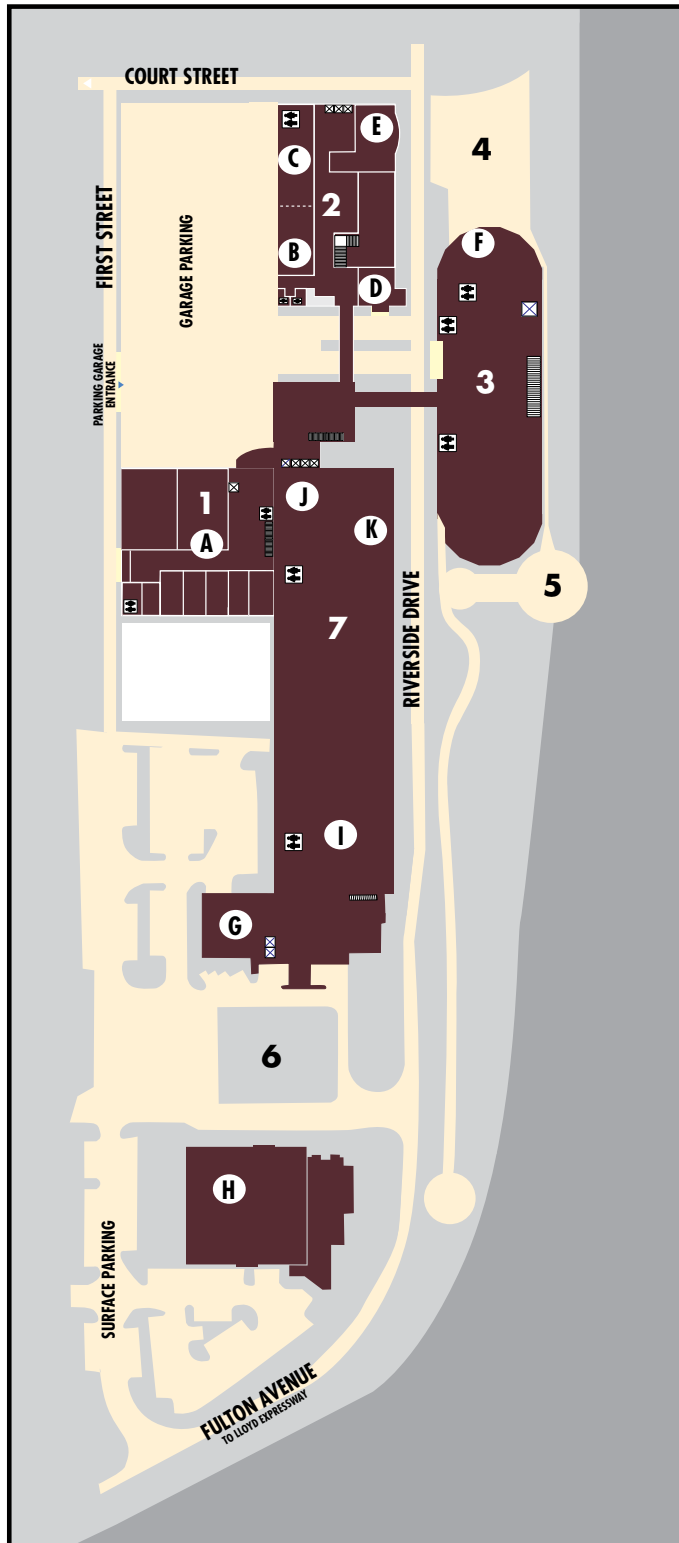 COURT STREET
E
C
4
FIRST STREET
2
GARAGE PARKING
F
B
D
PARKING GARAGE
ENTRANCE
3
1
J
K
A
5
7
RIVERSIDE DRIVE
I
G
6
H
SURFACE PARKING
FULTON AVENUE
TO LLOYD EXPRESSWAY